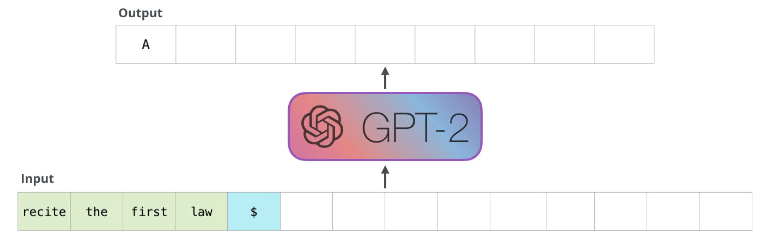 Output
A
GPT-2
Input
recite the first law $